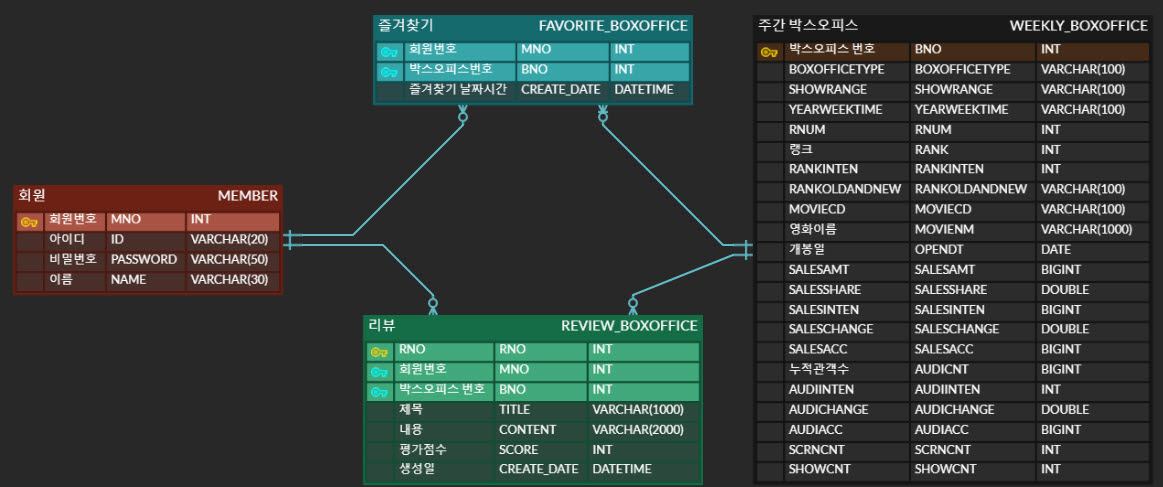 즐겨찾기 FAVORITE_BOXOFFICE
회원번호 MNO INT
박스오피스번호 BNO INT
즐겨찾기 날짜시간 CREATE_DATE DATETIME
회원 MEMBER
회원번호 MNO INT
아이디 ID VARCHAR(20)
비밀번호 PASSWORD VARCHAR(50)
이름 NAME VARCHAR(30)
리뷰 REVIEW_BOXOFFICE
RNO RNO INT
회원번호 MNO INT
박스오피스 번호 BNO INT
제목 TITLE VARCHAR(1000)
내용 CONTENT VARCHAR(2000)
평가점수 SCORE INT
생성일 CREATE_DATE DATETIME
주간 박스오피스 WEEKLY_BOXOFFICE
박스오피스 번호 BNO INT
BOXOFFICETYPE BOXOFFICETYPE VARCHAR(100)
SHOWRANGE SHOWRANGE VARCHAR(100)
YEARWEEKTIME YEARWEEKTIME VARCHAR(100)
RNUM RNUM INT
랭크 RANK INT
RANKINTEN RANKINTEN INT
RANKOLDANDNEW RANKOLDANDNEW VARCHAR(100)
MOVIECD MOVIECD VARCHAR(100)
영화이름 MOVIENM VARCHAR(1000)
개봉일 OPENDT DATE
SALESAMT SALESAMT BIGINT
SALESSHARE SALESSHARE DOUBLE
SALESINTEN SALESINTEN BIGINT
SALESCHANGE SALESCHANGE DOUBLE
SALESACC SALESACC BIGINT
누적관객수 AUDICNT BIGINT
AUDIINTEN AUDIINTEN INT
AUDICHANGE AUDICHANGE DOUBLE
AUDIACC AUDIACC BIGINT
SCRNCNT SCRNCNT INT
SHOWCNT SHOWCNT INT